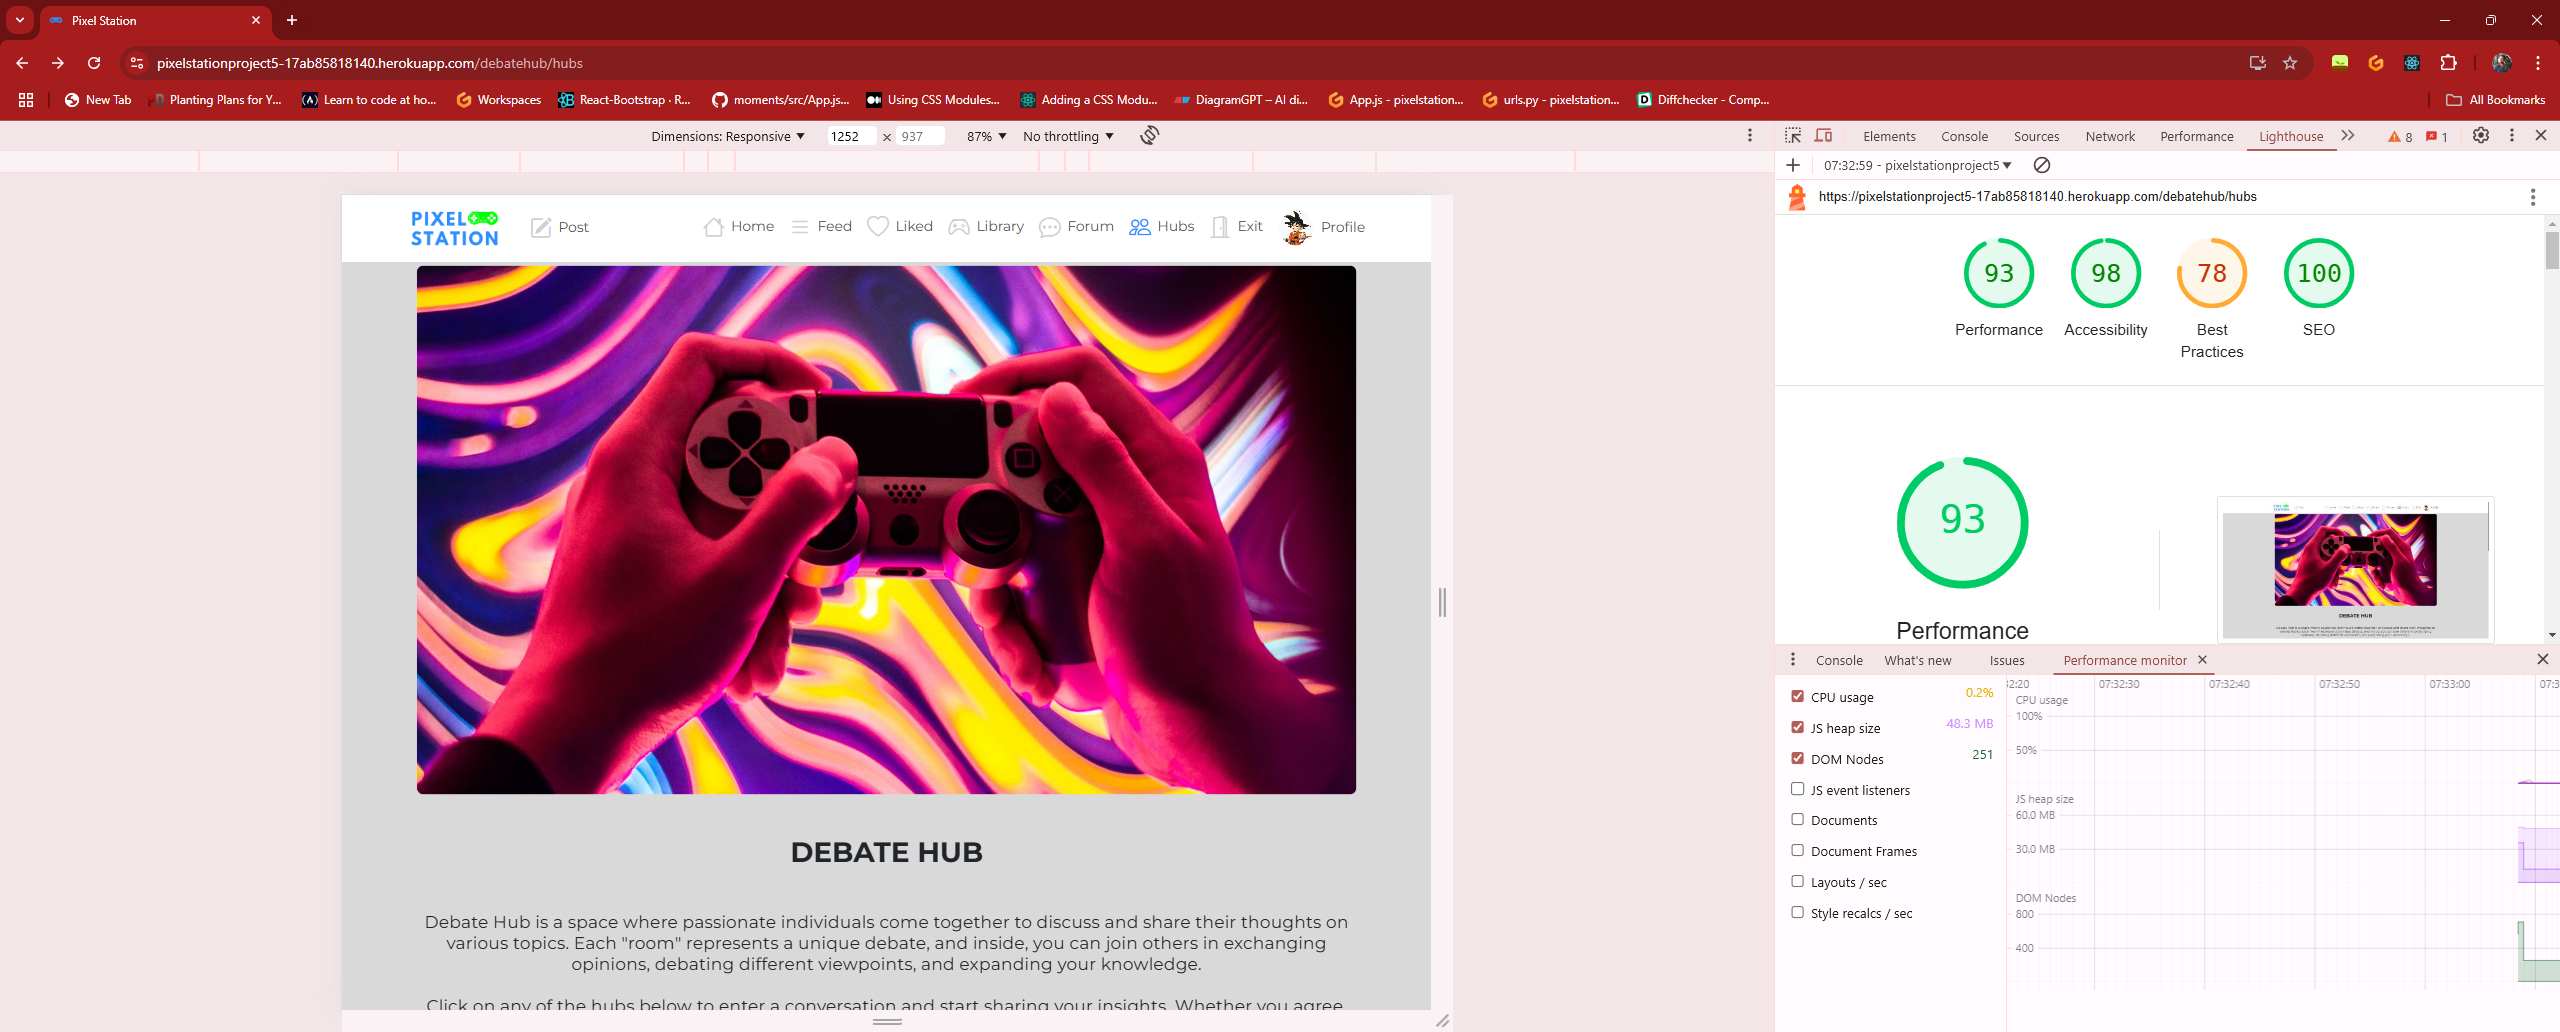 Pixel Station
pixelstationproject5-17ab85818140.herokuapp.com/debatehub/hubs
New Tab
Planting Plans for Y...
Learn to code at ho...
Workspaces
React-Bootstrap · R...
moments/src/App.js...
Using CSS Modules...
Adding a CSS Modu...
DiagramGPT – AI di...
App.js - pixelstation...
urls.py - pixelstation...
Diffchecker - Comp...
All Bookmarks
Dimensions: Responsive
1252 × 937
87%
No throttling
PIXEL STATION
Post
Home
Feed
Liked
Library
Forum
Hubs
Exit
Profile
DEBATE HUB
Debate Hub is a space where passionate individuals come together to discuss and share their thoughts on
various topics. Each "room" represents a unique debate, and inside, you can join others in exchanging
opinions, debating different viewpoints, and expanding your knowledge.
Click on any of the hubs below to enter a conversation and start sharing your insights. Whether you agree
Elements
Console
Sources
Network
Performance
Lighthouse
8
1
07:32:59 - pixelstationproject5
https://pixelstationproject5-17ab85818140.herokuapp.com/debatehub/hubs
93
98
78
100
Performance
Accessibility
Best
Practices
SEO
93
Performance
DEBATE HUB
Console
What's new
Issues
Performance monitor
CPU usage 0.2%
JS heap size 48.3 MB
DOM Nodes 251
JS event listeners
Documents
Document Frames
Layouts / sec
Style recalcs / sec
32:20
07:32:30
07:32:40
07:32:50
07:33:00
07:3
CPU usage
100%
50%
JS heap size
60.0 MB
30.0 MB
DOM Nodes
800
400